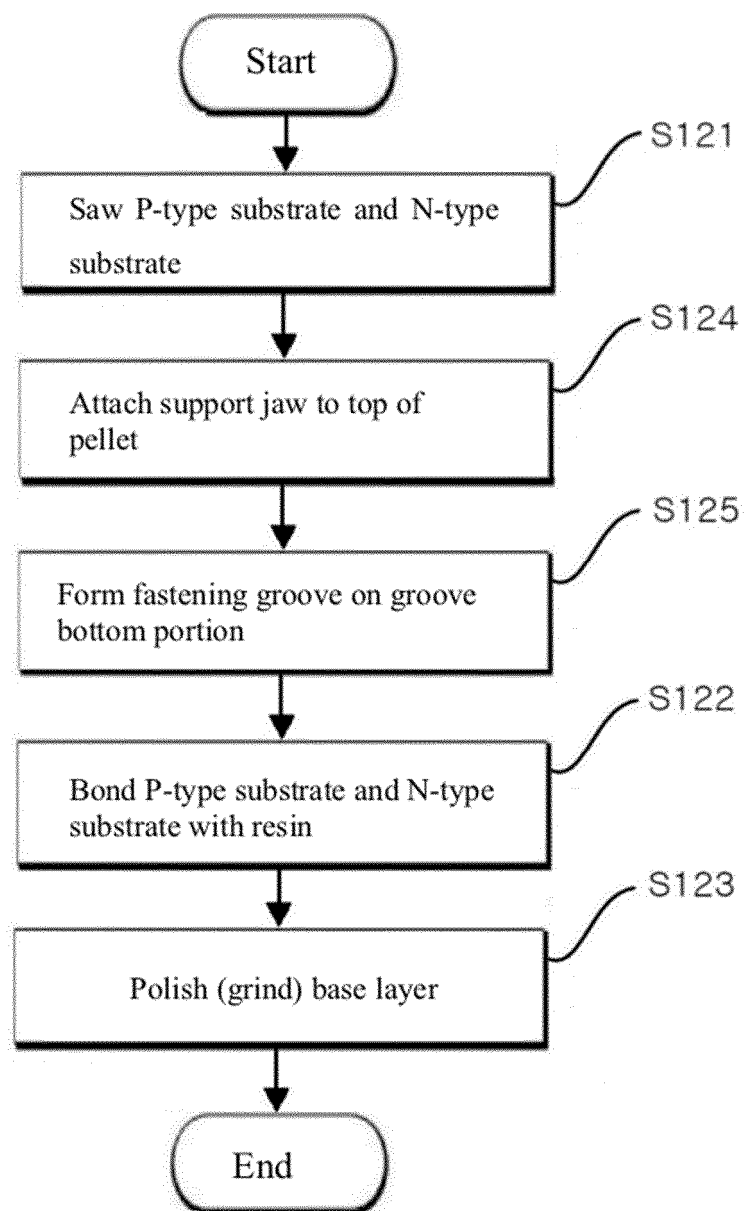 Start
S121
Saw P-type substrate and N-type
substrate
S124
Attach support jaw to top of
pellet
S125
Form fastening groove on groove
bottom portion
S122
Bond P-type substrate and N-type
substrate with resin
S123
Polish (grind) base layer
End